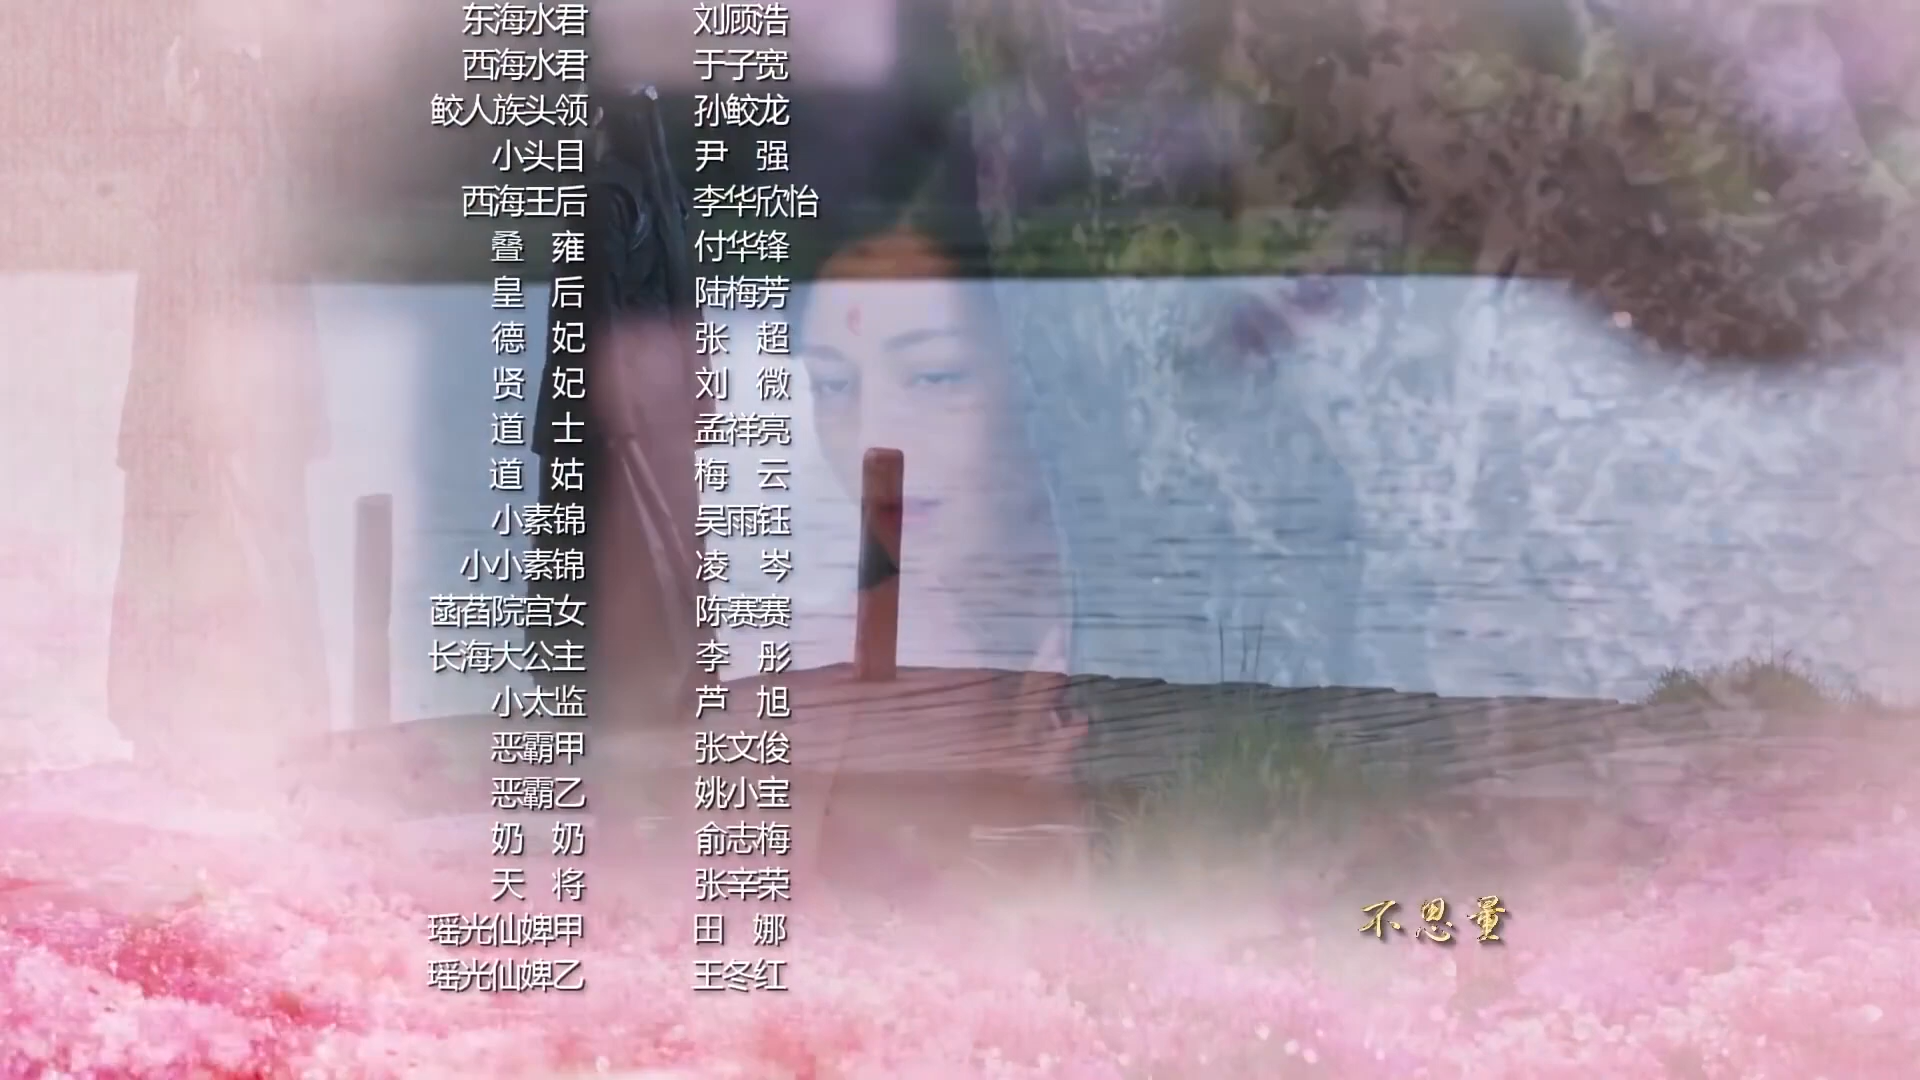 东海水君 刘顾浩
西海水君 于子宽
鲛人族头领 孙鲛龙
小头目 尹 强
西海王后 李华欣怡
叠 雍 付华锋
皇 后 陆梅芳
德 妃 张 超
贤 妃 刘 微
道 士 孟祥亮
道 姑 梅 云
小素锦 吴雨钰
小小素锦 凌 岑
菡萏院宫女 陈赛赛
长海大公主 李 彤
小太监 芦 旭
恶霸甲 张文俊
恶霸乙 姚小宝
奶 奶 俞志梅
天 将 张辛荣
不思量
瑶光仙婢甲 田 娜
瑶光仙婢乙 王冬红